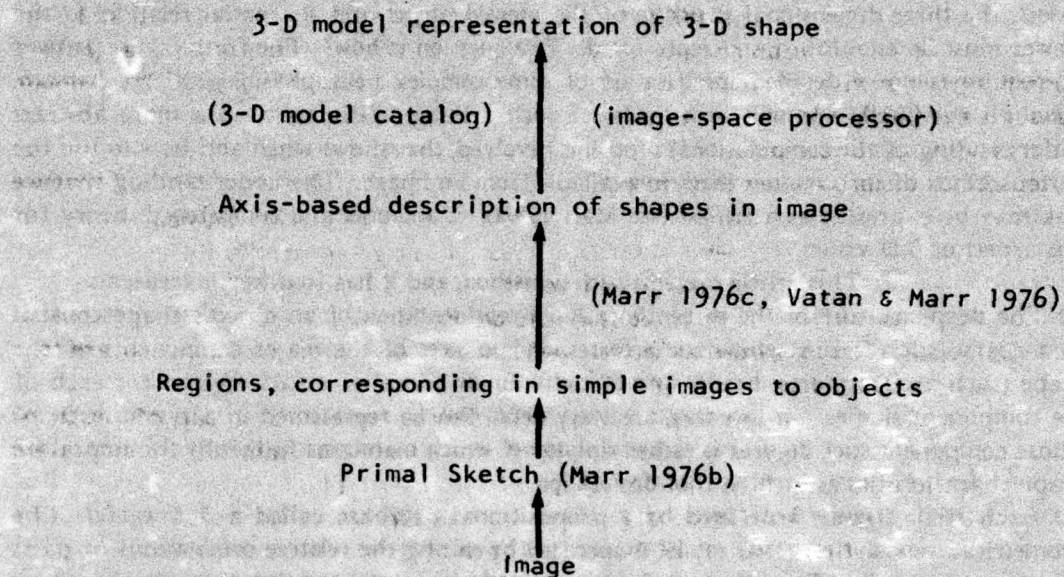 3-D model representation of 3-D shape
(3-D model catalog) (image-space processor)
Axis-based description of shapes in image
(Marr 1976c, Vatan & Marr 1976)
Regions, corresponding in simple images to objects
Primal Sketch (Marr 1976b)
Image